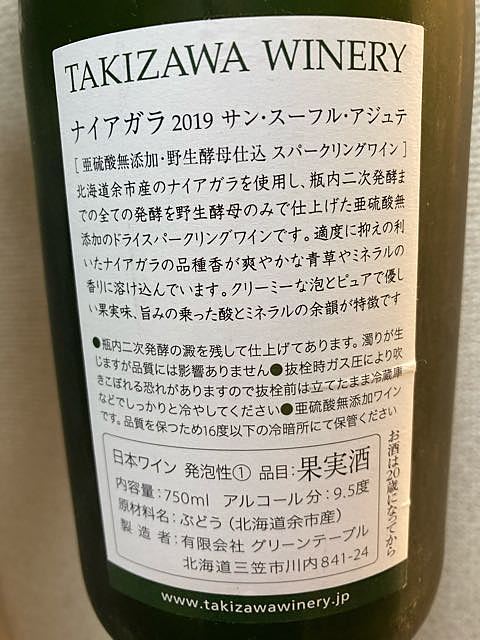 TAKIZAWA WINERY
ナイアガラ 2019 サン・スーフル・アジュテ
[ 亜硫酸無添加・野生酵母仕込 スパークリングワイン ]
北海道余市産のナイアガラを使用し、瓶内二次発酵ま
での全ての発酵を野生酵母のみで仕上げた亜硫酸無
添加のドライスパークリングワインです。適度に抑えの利
いたナイアガラの品種香が爽やかな青草やミネラルの
香りに溶け込んでいます。クリーミーな泡とピュアで優し
い果実味、旨みの乗った酸とミネラルの余韻が特徴です
●瓶内二次発酵の澱を残して仕上げてあります。濁りが生
じますが品質には影響ありません●抜栓時ガス圧により吹
きこぼれる恐れがありますので抜栓前は立てたまま冷蔵庫
などでしっかりと冷やしてください●亜硫酸無添加ワイン
です。品質を保つため16度以下の冷暗所にて保管ください
日本ワイン 発泡性① 品目：果実酒
内容量：750ml アルコール分：9.5度
原材料名：ぶどう（北海道余市産）
製造者：有限会社 グリーンテーブル
北海道三笠市川内841-24
お酒は20歳になってから
www.takizawawinery.jp